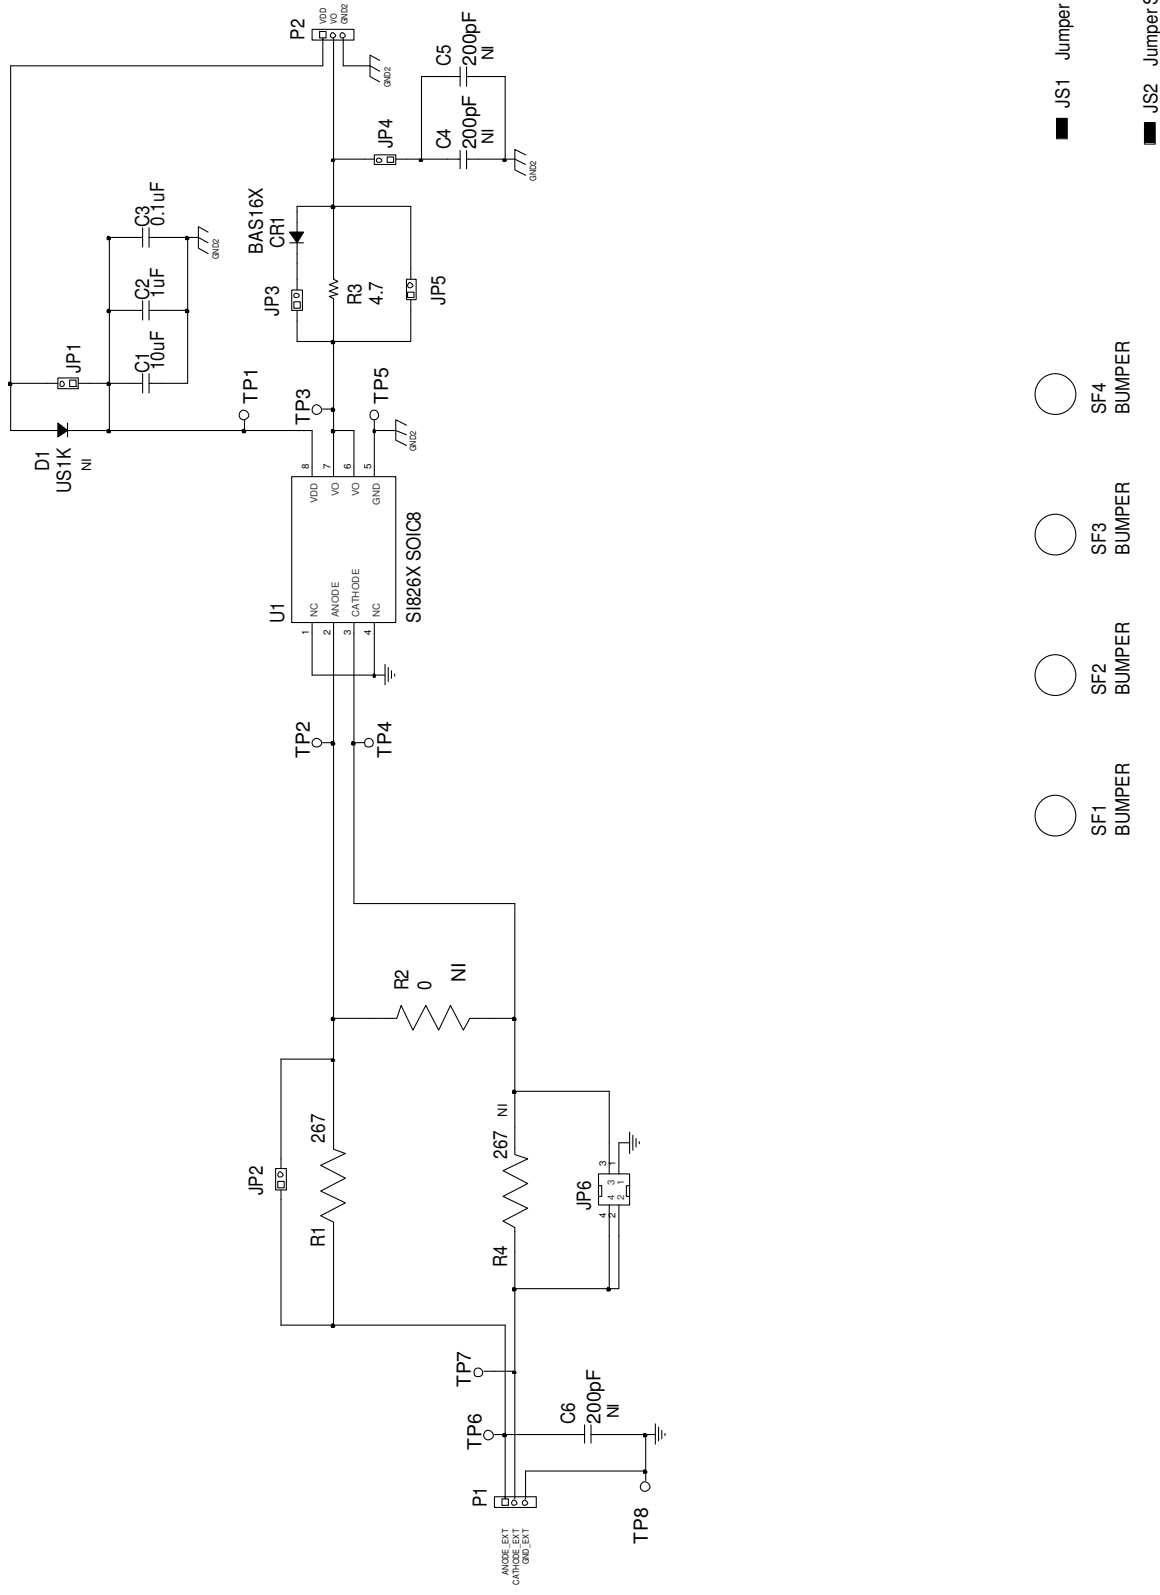 P2
VDD
VO
GND2
GND2
JP4
C4
200pF
NI
C5
200pF
NI
GND2
JS1 Jumper
JS2 Jumper
D1
US1K
NI
JP1
C1
10uF
C2
1uF
C3
0.1uF
GND2
TP1
TP3
TP5
GND2
BAS16X
CR1
JP3
R3
4.7
JP5
U1
SI826X SOIC8
1
NC
2
ANODE
3
CATHODE
4
NC
8
VDD
7
VO
6
VO
5
GND
TP2
TP4
R2
0
NI
JP2
R1
267
R4
267
NI
JP6
3
1
4
2
4 3
2 1
TP7
TP6
C6
200pF
NI
P1
ANODE_EXT
CATHODE_EXT
GND_EXT
TP8
SF1
BUMPER
SF2
BUMPER
SF3
BUMPER
SF4
BUMPER